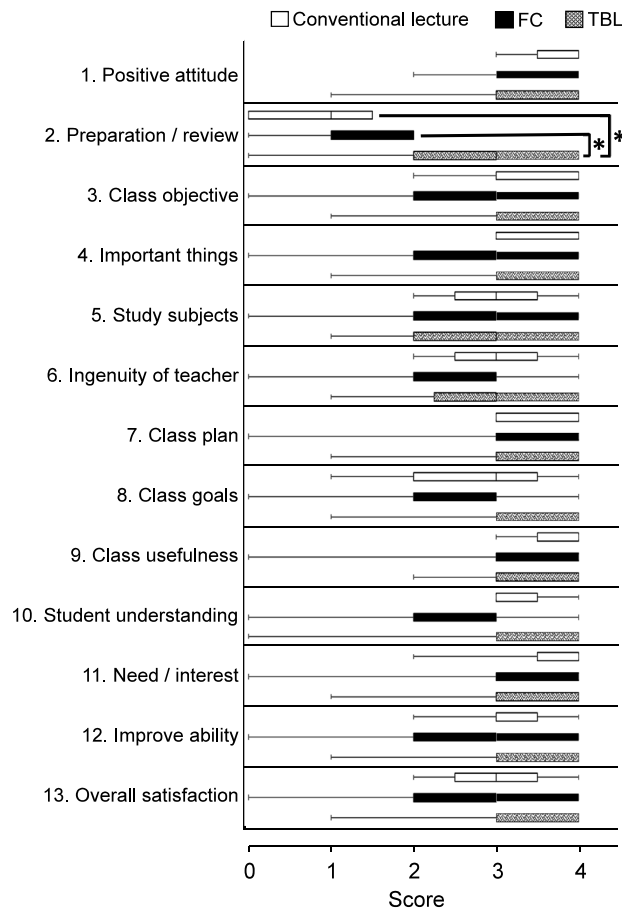 Conventional lecture FC TBL
1. Positive attitude
2. Preparation / review
*
*
3. Class objective
4. Important things
5. Study subjects
6. Ingenuity of teacher
7. Class plan
8. Class goals
9. Class usefulness
10. Student understanding
11. Need / interest
12. Improve ability
13. Overall satisfaction
0 1 2 3 4
Score